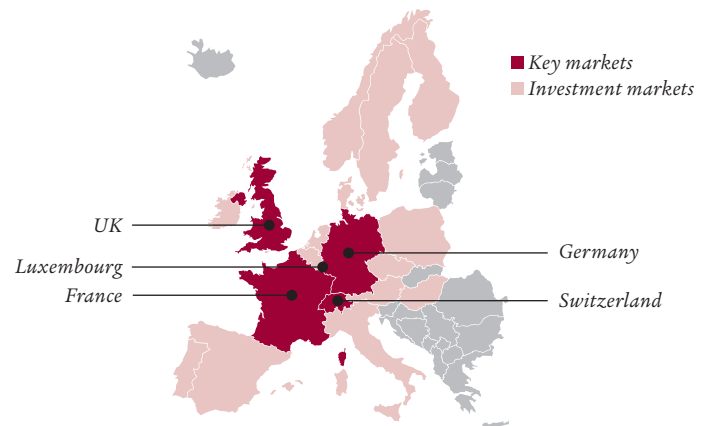 Key markets
Investment markets
UK
Luxembourg
France
Germany
Switzerland